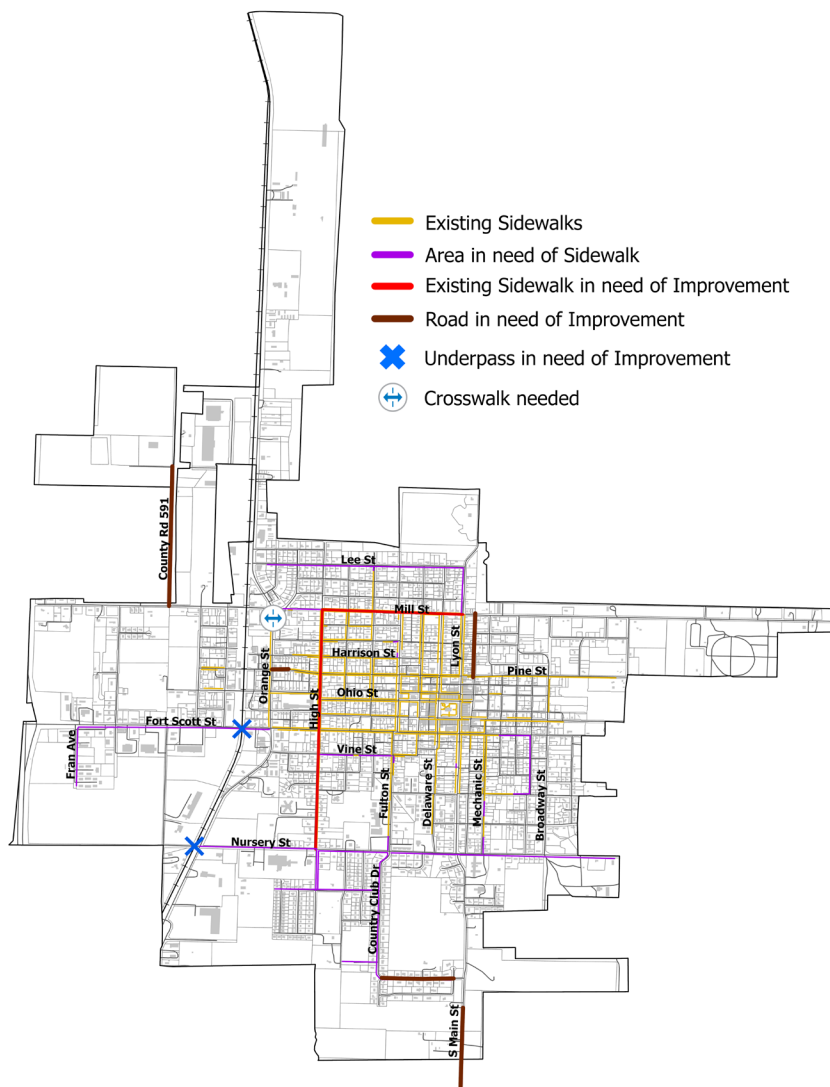 Existing Sidewalks
Area in need of Sidewalk
Existing Sidewalk in need of Improvement
Road in need of Improvement
Underpass in need of Improvement
Crosswalk needed
County Rd 591
Lee St
Mill St
Lyon St
Harrison St
Orange St
Pine St
High St
Ohio St
Fort Scott St
Fran Ave
Vine St
Fulton St
Delaware St
Mechanic St
Broadway St
Nursery St
Country Club Dr
S Main St